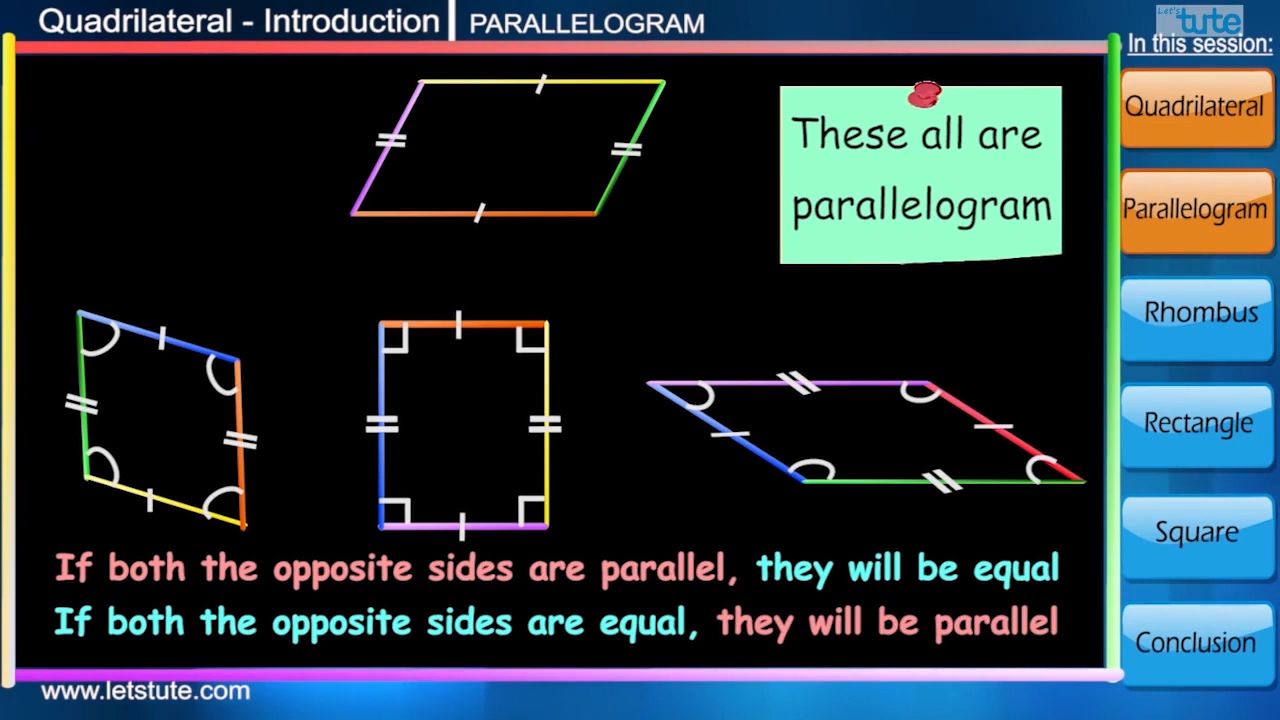 Quadrilateral - Introduction | PARALLELOGRAM
Let's
tute
In this session:
These all are
parallelogram
Quadrilateral
Parallelogram
Rhombus
Rectangle
Square
Conclusion
If both the opposite sides are parallel, they will be equal
If both the opposite sides are equal, they will be parallel
www.letstute.com